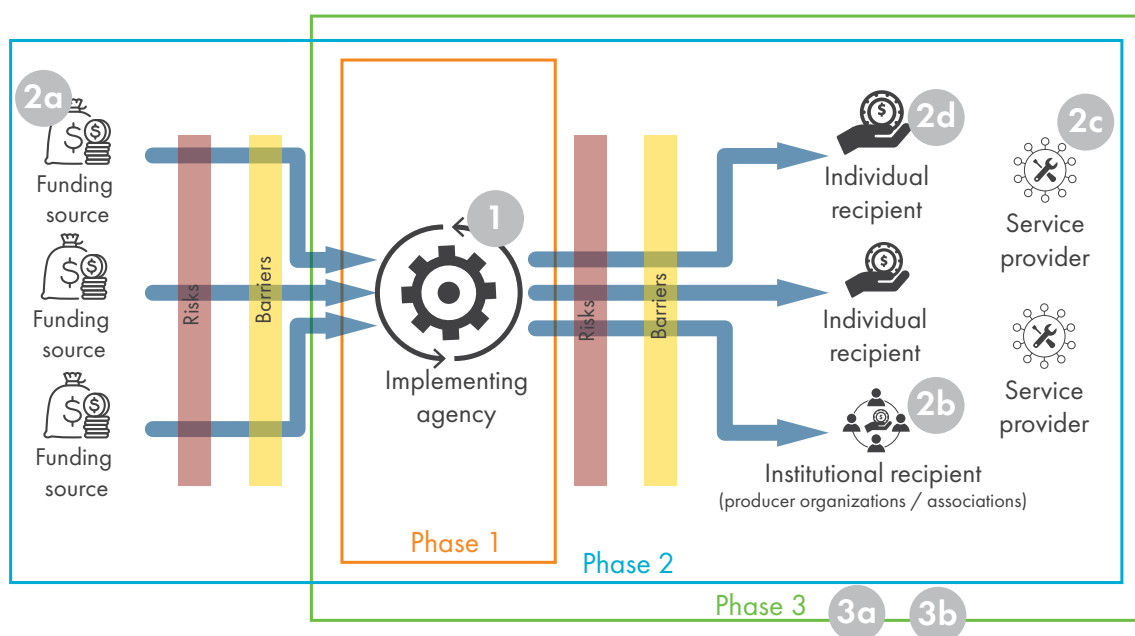 2a
Funding
source
Funding
source
Funding
source
Risks
Barriers
1
Implementing
agency
Risks
Barriers
2d
Individual
recipient
Individual
recipient
2b
Institutional recipient
(producer organizations / associations)
2c
Service
provider
Service
provider
Phase 1
Phase 2
Phase 3
3a
3b